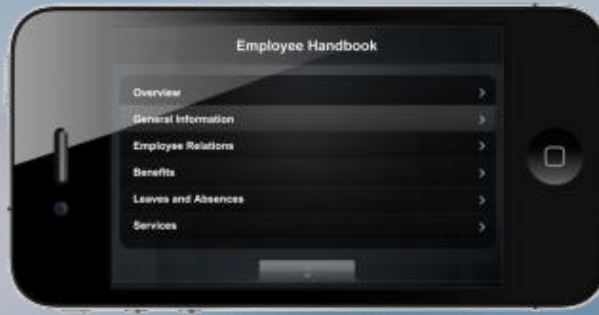 Employee Handbook
Overview
General Information
Employee Relations
Benefits
Leaves and Absences
Services